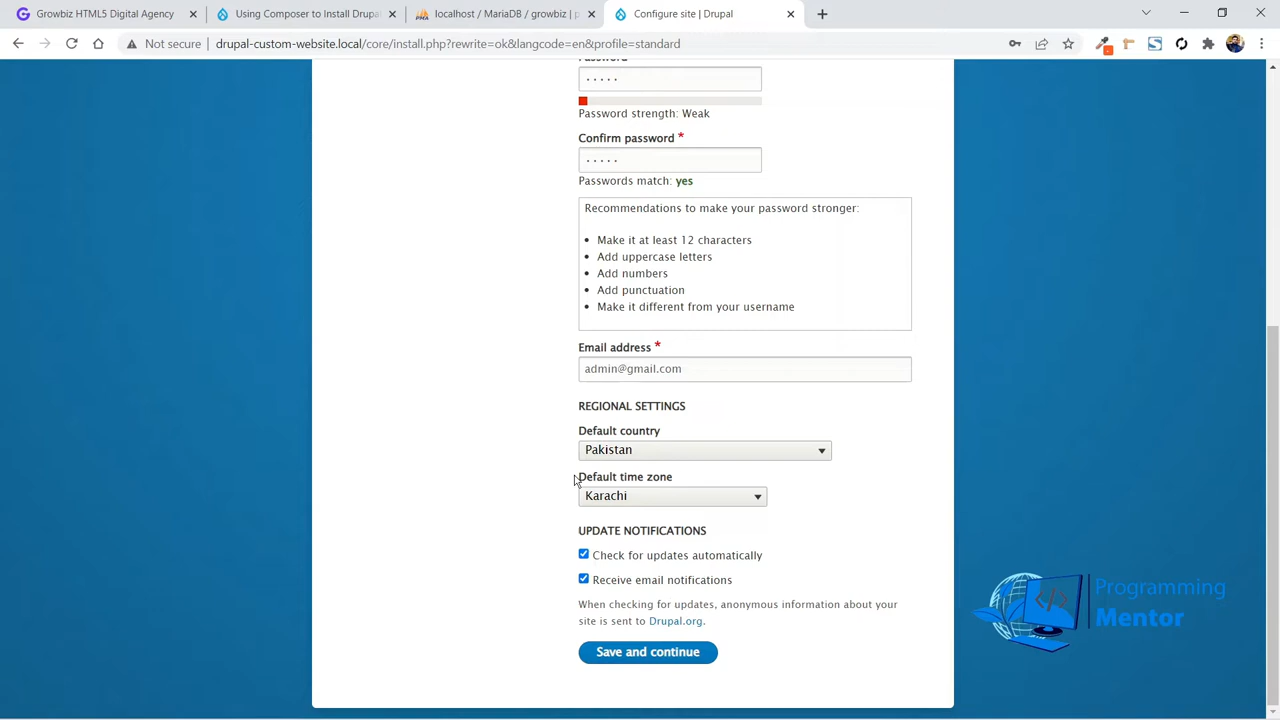 Growbiz HTML5 Digital Agency
Using Composer to Install Drupal
localhost / MariaDB / growbiz | p
Configure site | Drupal
Not secure
drupal-custom-website.local/core/install.php?rewrite=ok&langcode=en&profile=standard
Password
Password strength: Weak
Confirm password *
Passwords match: yes
Recommendations to make your password stronger:
Make it at least 12 characters
Add uppercase letters
Add numbers
Add punctuation
Make it different from your username
Email address *
admin@gmail.com
REGIONAL SETTINGS
Default country
Pakistan
Default time zone
Karachi
UPDATE NOTIFICATIONS
Check for updates automatically
Receive email notifications
When checking for updates, anonymous information about your
site is sent to Drupal.org.
Save and continue
Programming
Mentor